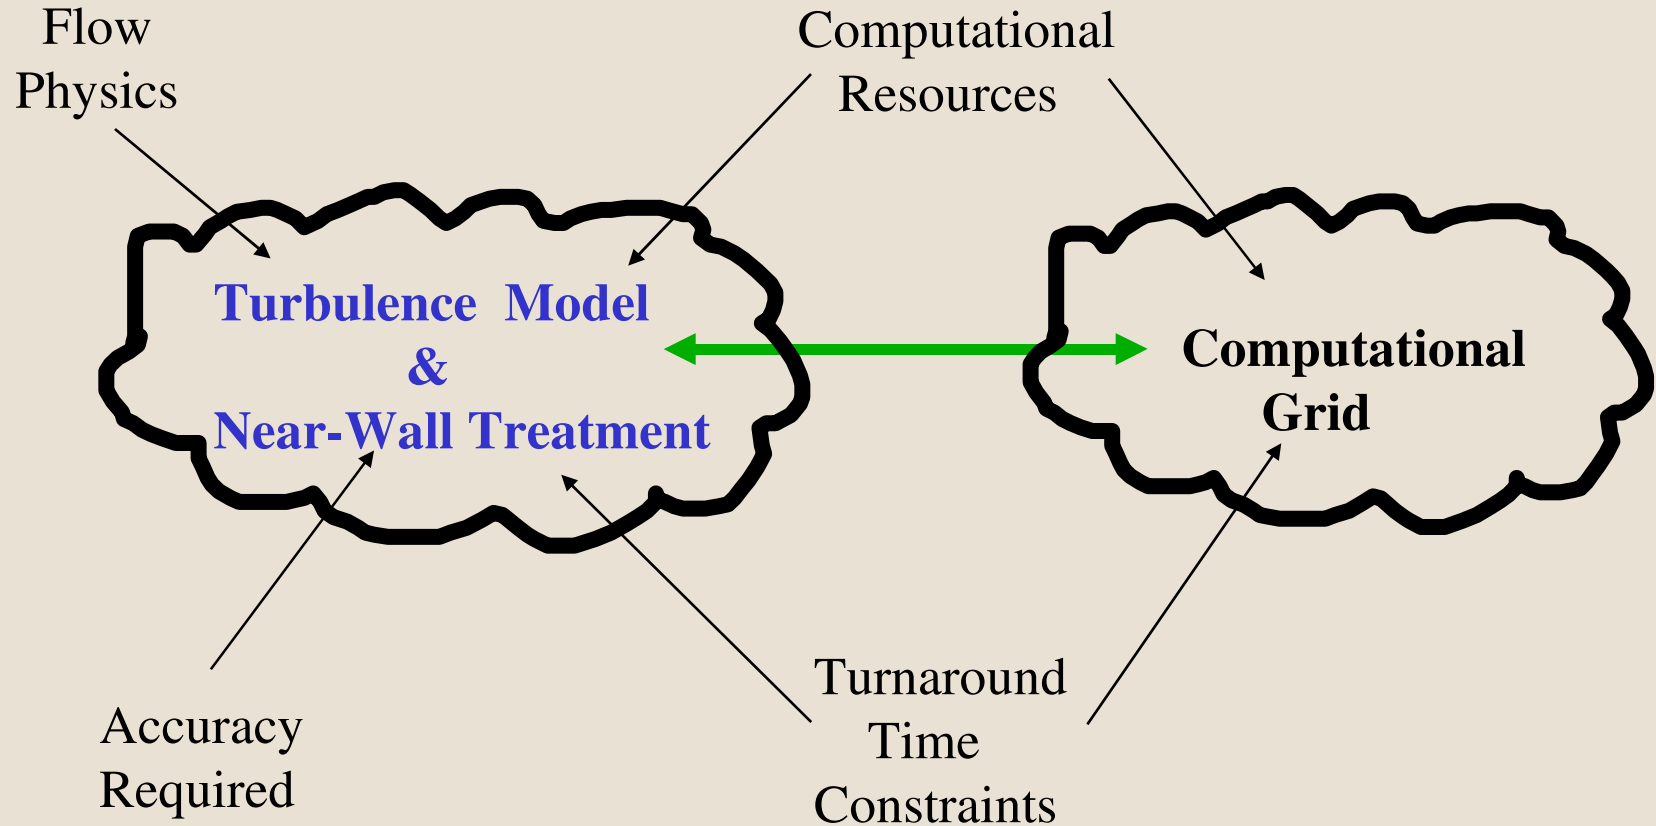 Flow
Physics
Computational
Resources
Turbulence Model
&
Near-Wall Treatment
Computational
Grid
Accuracy
Required
Turnaround
Time
Constraints